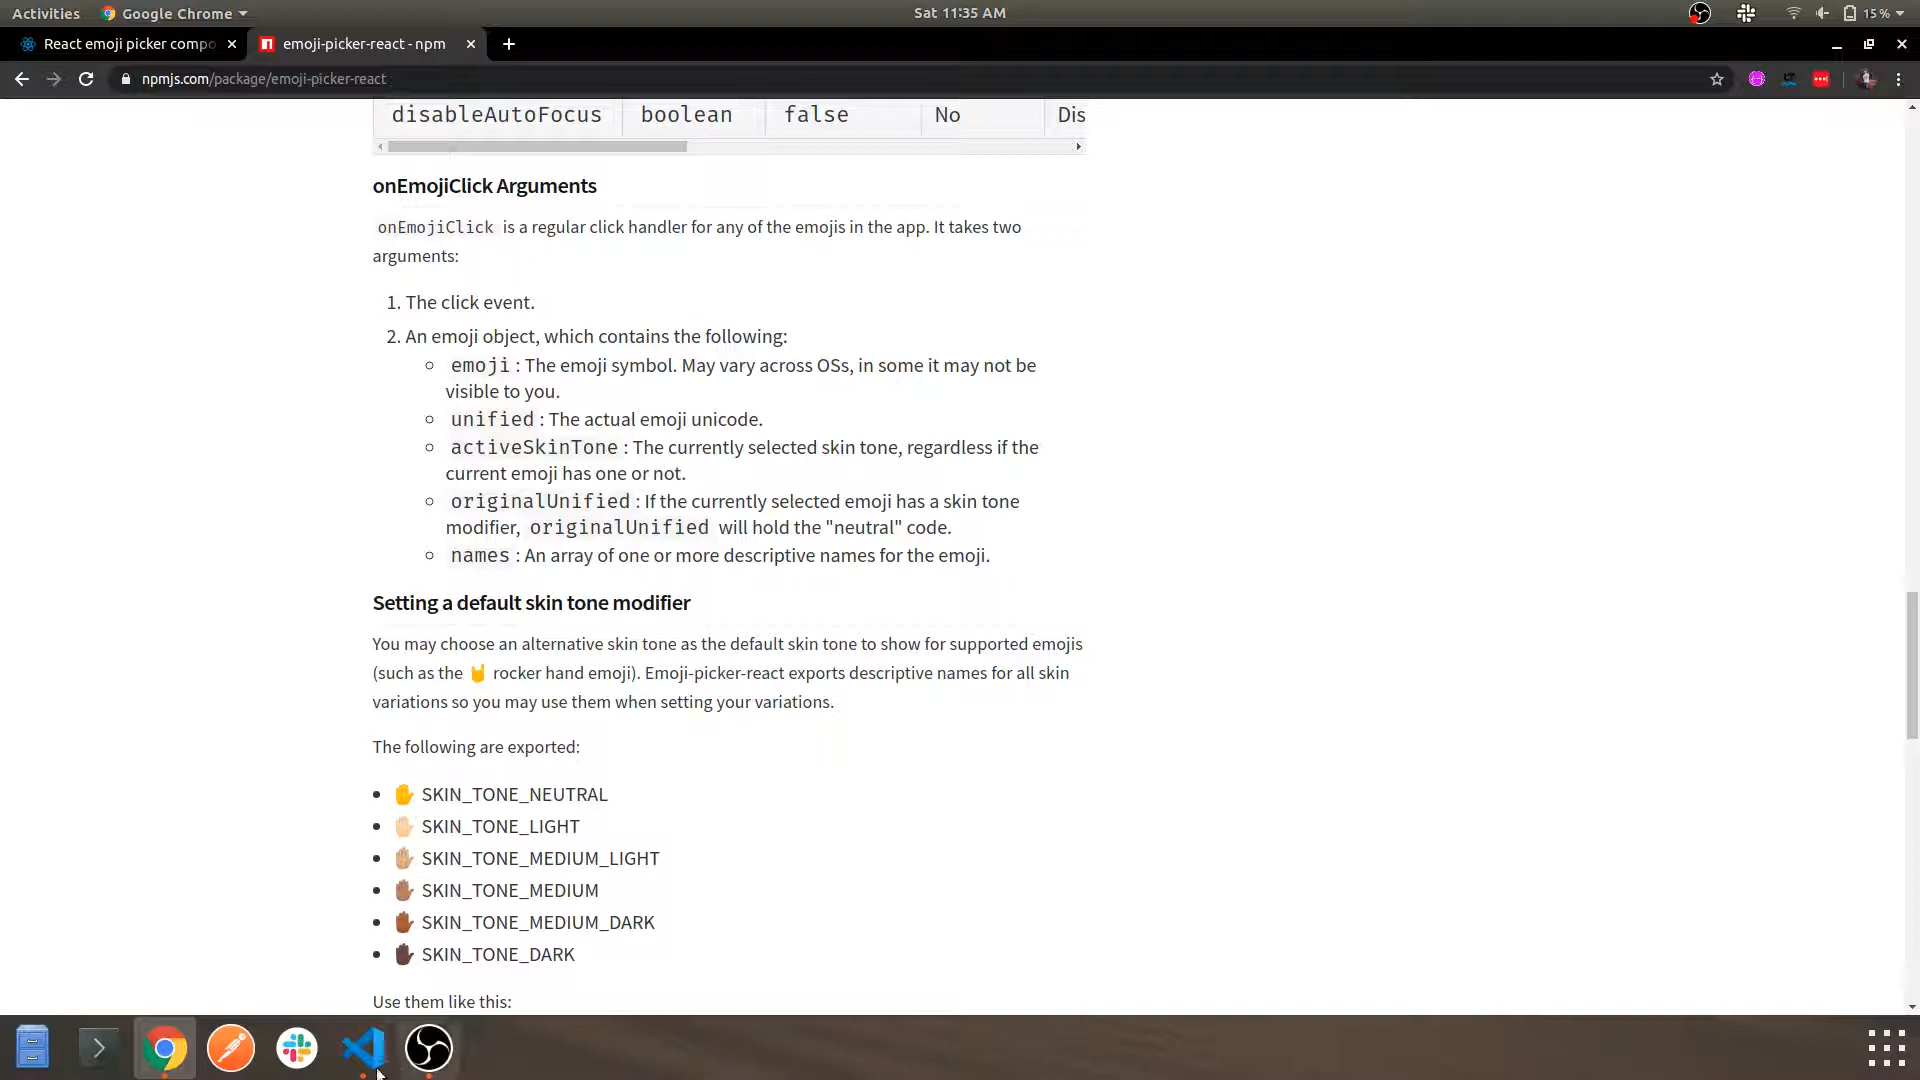 Activities
Google Chrome
Sat 11:35 AM
15 %
React emoji picker compo
emoji-picker-react - npm
npmjs.com/package/emoji-picker-react
disableAutoFocus boolean false No Dis
onEmojiClick Arguments
onEmojiClick is a regular click handler for any of the emojis in the app. It takes two
arguments:
1. The click event.
2. An emoji object, which contains the following:
emoji : The emoji symbol. May vary across OSs, in some it may not be
visible to you.
unified : The actual emoji unicode.
activeSkinTone : The currently selected skin tone, regardless if the
current emoji has one or not.
originalUnified : If the currently selected emoji has a skin tone
modifier, originalUnified will hold the "neutral" code.
names : An array of one or more descriptive names for the emoji.
Setting a default skin tone modifier
You may choose an alternative skin tone as the default skin tone to show for supported emojis
(such as the 🤘 rocker hand emoji). Emoji-picker-react exports descriptive names for all skin
variations so you may use them when setting your variations.
The following are exported:
✋ SKIN_TONE_NEUTRAL
✋🏻 SKIN_TONE_LIGHT
✋🏼 SKIN_TONE_MEDIUM_LIGHT
✋🏽 SKIN_TONE_MEDIUM
✋🏾 SKIN_TONE_MEDIUM_DARK
✋🏿 SKIN_TONE_DARK
Use them like this: